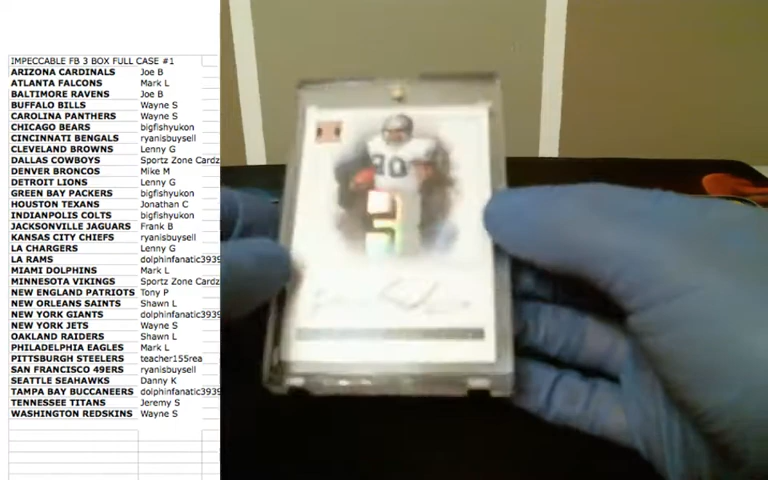 IMPECCABLE FB 3 BOX FULL CASE #1
ARIZONA CARDINALS Joe B
ATLANTA FALCONS Mark L
BALTIMORE RAVENS Joe B
BUFFALO BILLS Wayne S
CAROLINA PANTHERS Wayne S
CHICAGO BEARS bigfishyukon
CINCINNATI BENGALS ryanisbuysell
CLEVELAND BROWNS Lenny G
DALLAS COWBOYS Sportz Zone Cardz
DENVER BRONCOS Mike M
DETROIT LIONS Lenny G
GREEN BAY PACKERS bigfishyukon
HOUSTON TEXANS Jonathan C
INDIANPOLIS COLTS bigfishyukon
JACKSONVILLE JAGUARS Frank B
KANSAS CITY CHIEFS ryanisbuysell
LA CHARGERS Lenny G
LA RAMS dolphinfanatic3939
MIAMI DOLPHINS Mark L
MINNESOTA VIKINGS Sportz Zone Cardz
NEW ENGLAND PATRIOTS Tony P
NEW ORLEANS SAINTS Shawn L
NEW YORK GIANTS dolphinfanatic3939
NEW YORK JETS Wayne S
OAKLAND RAIDERS Shawn L
PHILADELPHIA EAGLES Mark L
PITTSBURGH STEELERS teacher155rea
SAN FRANCISCO 49ERS ryanisbuysell
SEATTLE SEAHAWKS Danny K
TAMPA BAY BUCCANEERS dolphinfanatic3939
TENNESSEE TITANS Jeremy S
WASHINGTON REDSKINS Wayne S